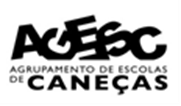 AGESC
AGRUPAMENTO DE ESCOLAS
DE CANEÇAS